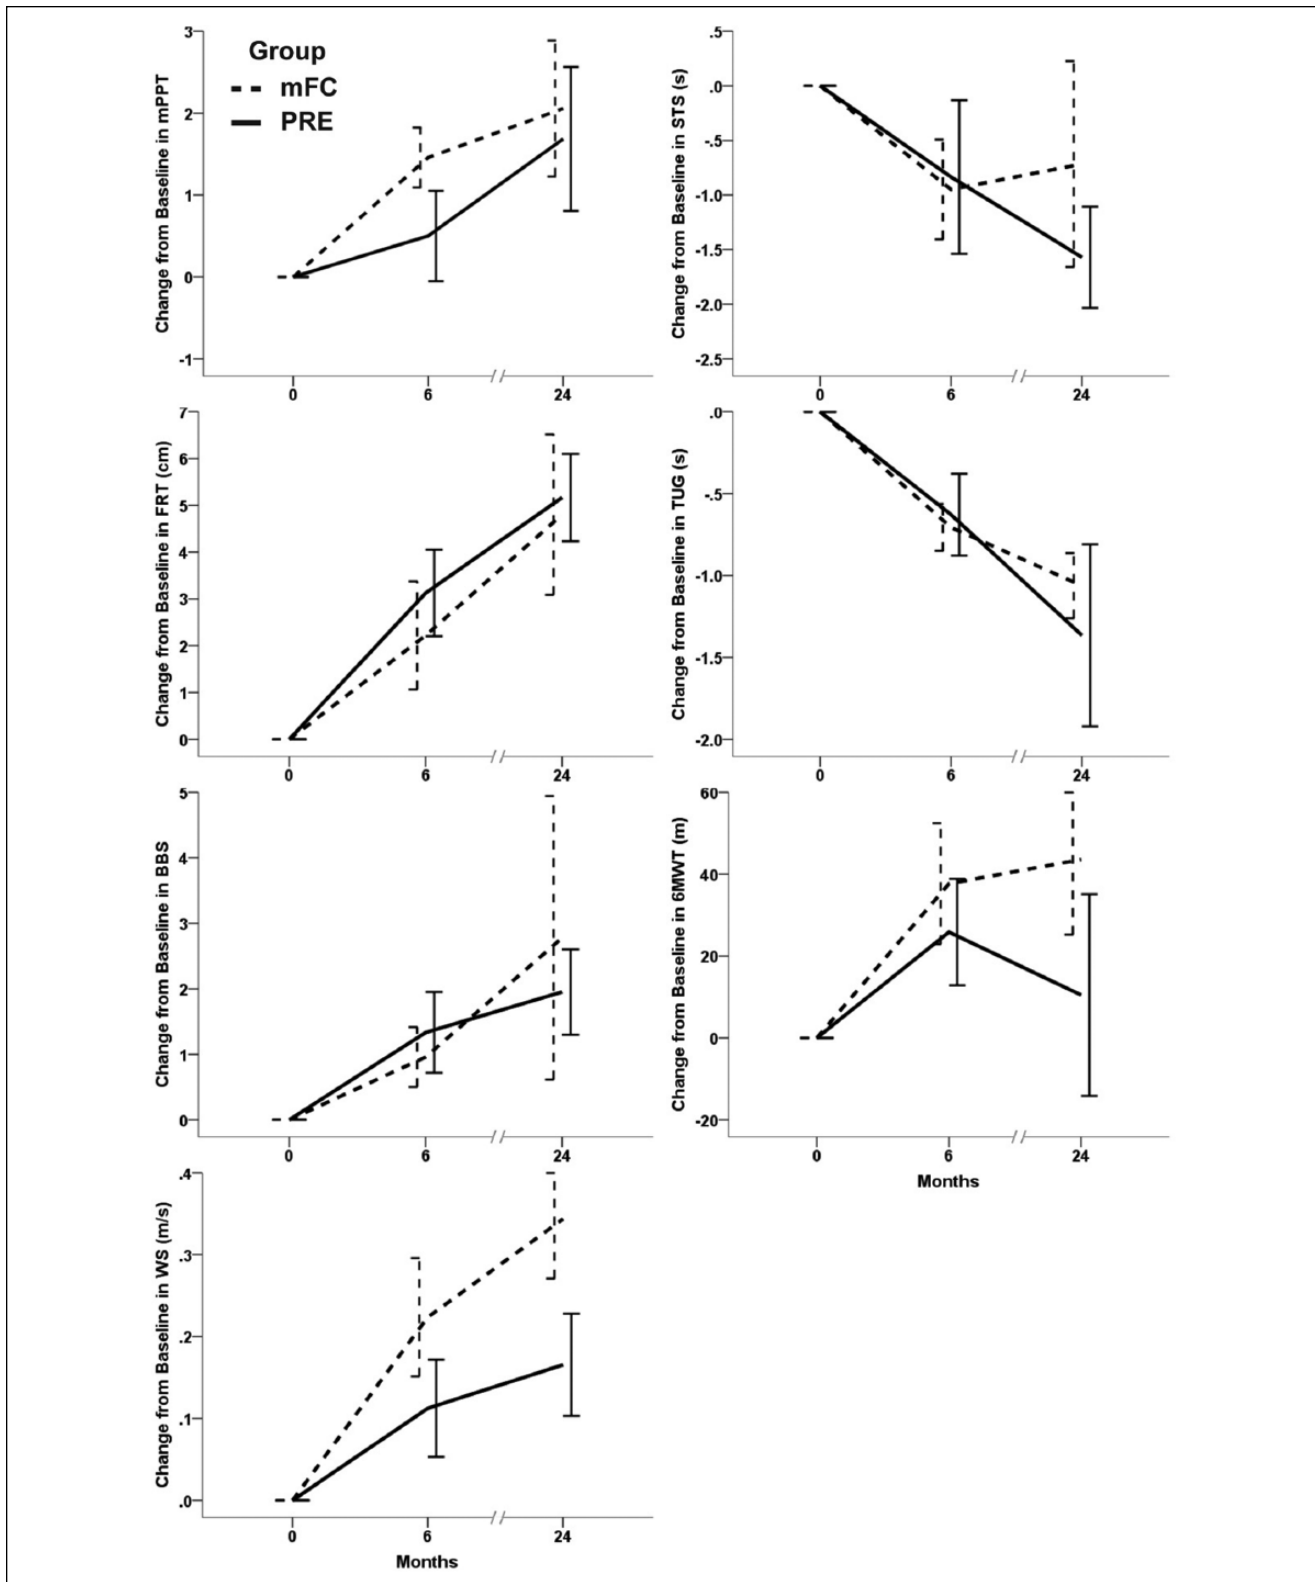 Group
mFC
PRE
Change from Baseline in mPPT
3
2
1
0
-1
0 6 // 24
Change from Baseline in STS (s)
.5
.0
-.5
-1.0
-1.5
-2.0
-2.5
0 6 // 24
Change from Baseline in FRT (cm)
7
6
5
4
3
2
1
0
0 6 // 24
Change from Baseline in TUG (s)
.0
-.5
-1.0
-1.5
-2.0
0 6 // 24
Change from Baseline in BBS
5
4
3
2
1
0
0 6 // 24
Change from Baseline in 6MWT (m)
60
40
20
0
-20
0 6 // 24
Months
Change from Baseline in WS (m/s)
.4
.3
.2
.1
.0
0 6 // 24
Months